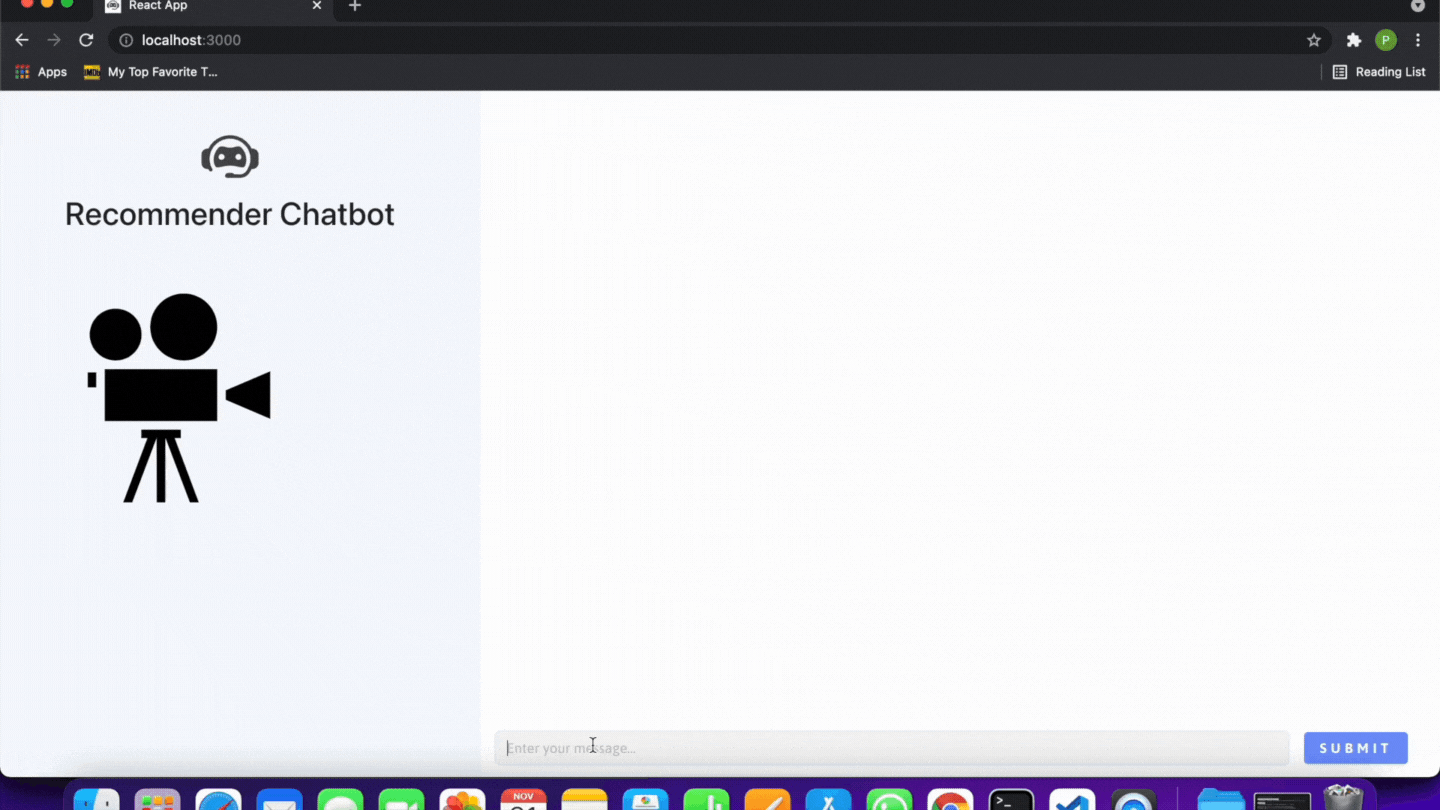 React App
localhost:3000
Apps
My Top Favorite T...
Reading List
Recommender Chatbot
Enter your message...
SUBMIT
NOV